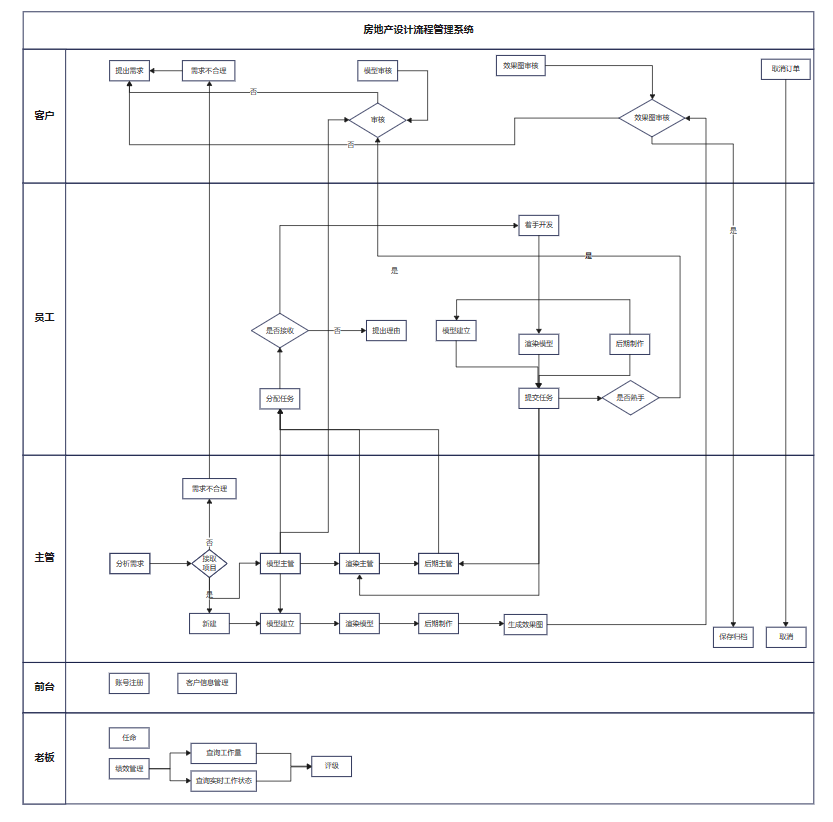 房地产设计流程管理系统
客户
提出需求
需求不合理
模型审核
效果图审核
取消订单
否
审核
效果图审核
否
员工
着手开发
是
是
是
是否接收
否
提出理由
模型建立
渲染模型
后期制作
分配任务
提交任务
是否熟手
主管
需求不合理
否
分析需求
接取
项目
模型主管
渲染主管
后期主管
是
新建
模型建立
渲染模型
后期制作
生成效果图
保存归档
取消
前台
账号注册
客户信息管理
老板
任命
绩效管理
查询工作量
查询实时工作状态
评级